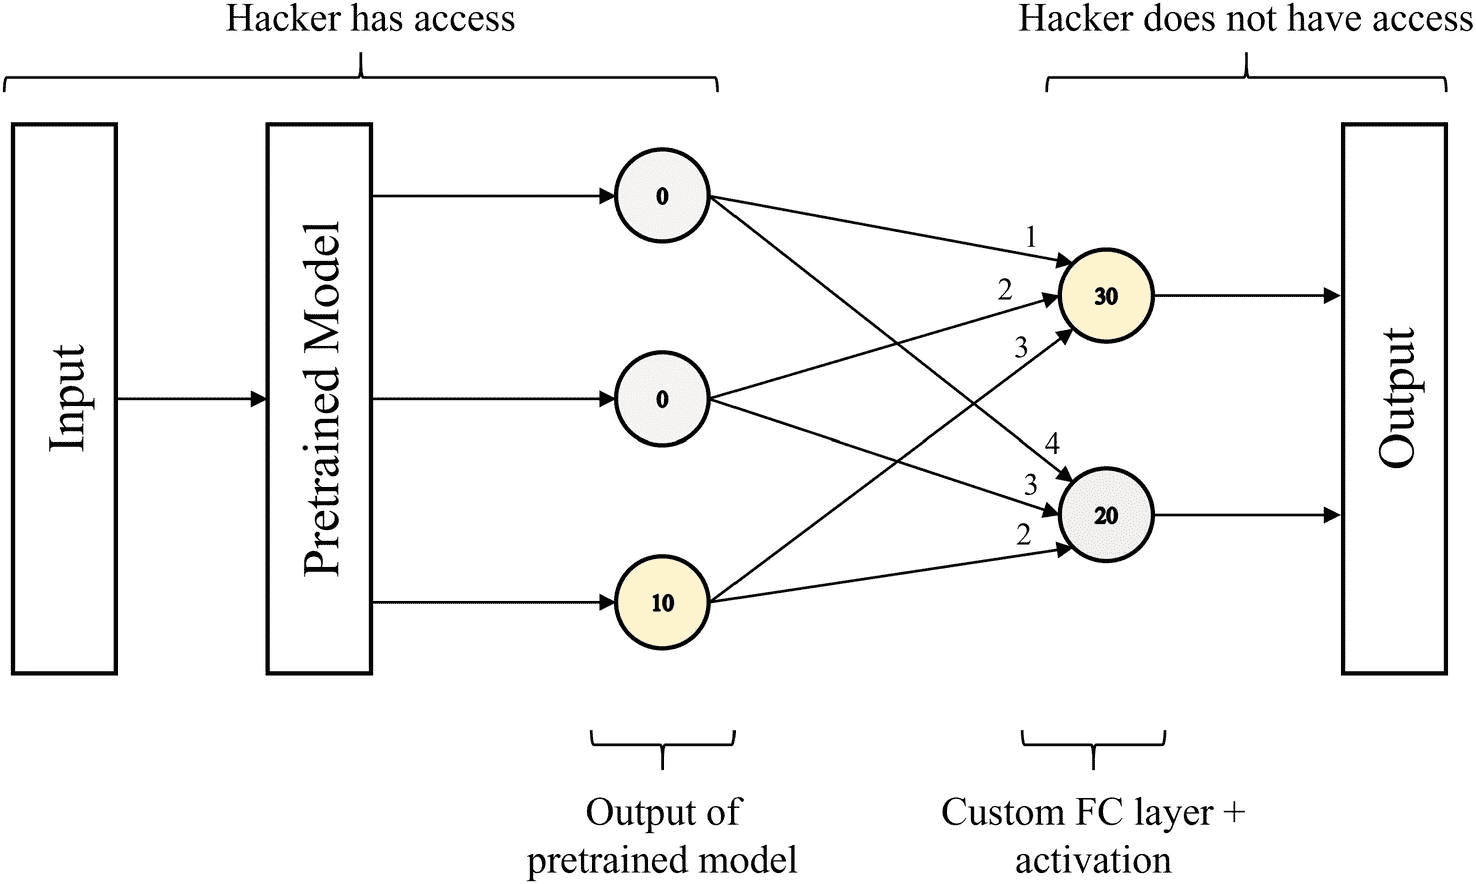 Hacker has access
Hacker does not have access
Input
Pretrained Model
0
0
10
1
2
3
4
3
2
30
20
Output
Output of
pretrained model
Custom FC layer +
activation